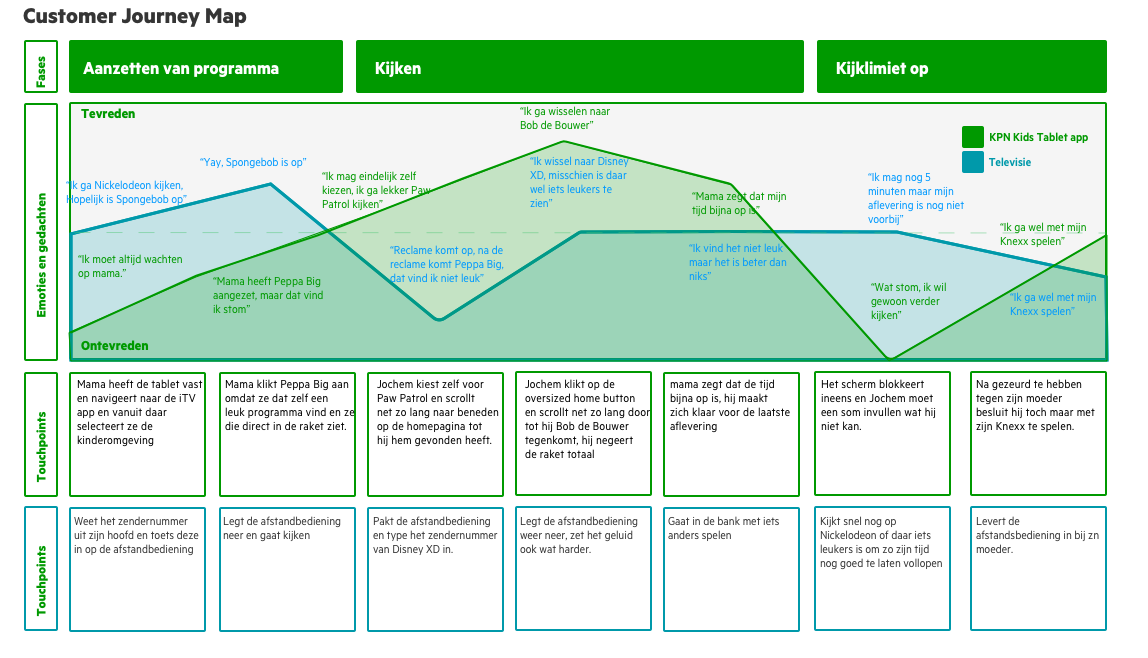 Customer Journey Map
Fases
Aanzetten van programma
Kijken
Kijklimiet op
Emoties en gedachten
Tevreden
KPN Kids Tablet app
Televisie
“Ik ga Nickelodeon kijken,
Hopelijk is Spongebob op”
“Yay, Spongebob is op”
“Ik mag eindelijk zelf
kiezen, ik ga lekker Paw
Patrol kijken”
“Ik ga wisselen naar
Bob de Bouwer”
“Ik wissel naar Disney
XD, misschien is daar
wel iets leukers te
zien”
“Mama zegt dat mijn
tijd bijna op is”
“Ik mag nog 5
minuten maar mijn
aflevering is nog niet
voorbij”
“Ik ga wel met mijn
Knexx spelen”
“Ik moet altijd wachten
op mama.”
“Mama heeft Peppa Big
aangezet, maar dat vind
ik stom”
“Reclame komt op, na de
reclame komt Peppa Big,
dat vind ik niet leuk”
“Ik vind het niet leuk
maar het is beter dan
niks”
“Wat stom, ik wil
gewoon verder
kijken”
“Ik ga wel met mijn
Knexx spelen”
Ontevreden
Touchpoints
Mama heeft de tablet vast
en navigeert naar de iTV
app en vanuit daar
selecteert ze de
kinderomgeving
Mama klikt Peppa Big aan
omdat ze dat zelf een
leuk programma vind en ze
die direct in de raket ziet.
Jochem kiest zelf voor
Paw Patrol en scrollt
net zo lang naar beneden
op de homepagina tot
hij hem gevonden heeft.
Jochem klikt op de
oversized home button
en scrollt net zo lang door
tot hij Bob de Bouwer
tegenkomt, hij negeert
de raket totaal
mama zegt dat de tijd
bijna op is, hij maakt
zich klaar voor de laatste
aflevering
Het scherm blokkeert
ineens en Jochem moet
een som invullen wat hij
niet kan.
Na gezeurd te hebben
tegen zijn moeder
besluit hij toch maar met
zijn Knexx te spelen.
Touchpoints
Weet het zendernummer
uit zijn hoofd en toets deze
in op de afstandbediening
Legt de afstandbediening
neer en gaat kijken
Pakt de afstandbediening
en type het zendernummer
van Disney XD in.
Legt de afstandbediening
weer neer, zet het geluid
ook wat harder.
Gaat in de bank met iets
anders spelen
Kijkt snel nog op
Nickelodeon of daar iets
leukers is om zo zijn tijd
nog goed te laten vollopen
Levert de
afstandsbediening in bij zn
moeder.